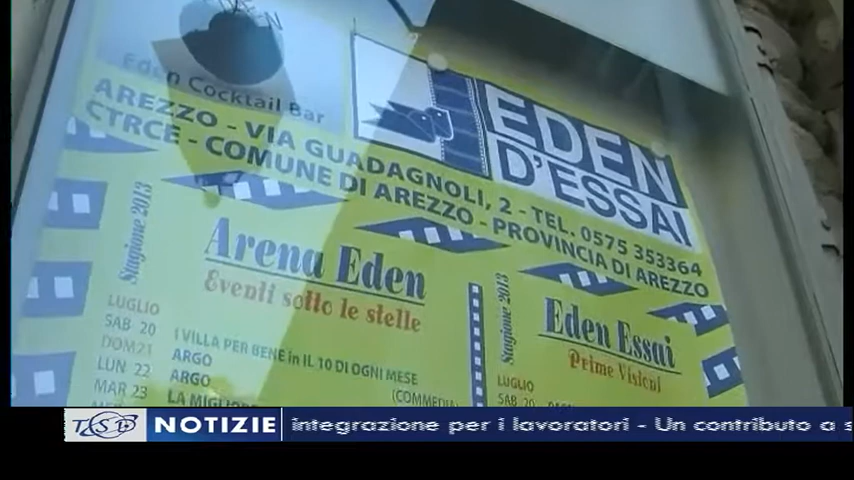 EDEN
Eden Cocktail Bar
EDEN
D'ESSAI
AREZZO - VIA GUADAGNOLI, 2 - TEL. 0575 353364
CTRCE - COMUNE DI AREZZO - PROVINCIA DI AREZZO
Stagione 2013
Arena Eden
Eventi sotto le stelle
LUGLIO
SAB 20 I VILLA PER BENE in IL 10 DI OGNI MESE
DOM 21 ARGO
LUN 22 ARGO
MAR 23 LA MIGLIO
(COMMEDIA
Stagione 2013
Eden Essai
Prime Visioni
LUGLIO
SAB 20
TSD NOTIZIE
integrazione per i lavoratori - Un contributo a s